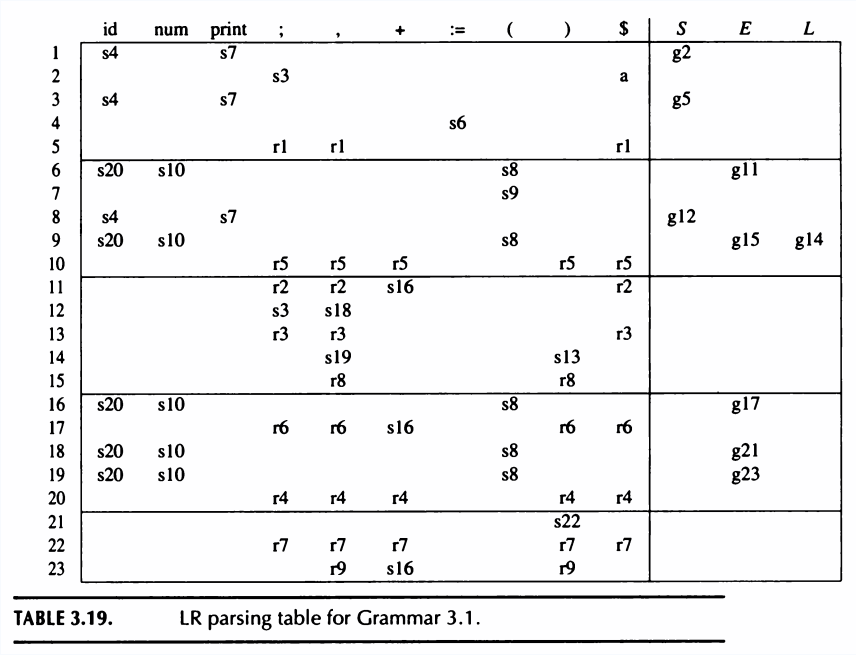 id num print ; , + := ( ) $ S E L
1 s4 s7 g2
2 s3 a
3 s4 s7 g5
4 s6
5 r1 r1 r1
6 s20 s10 s8 g11
7 s9
8 s4 s7 g12
9 s20 s10 s8 g15 g14
10 r5 r5 r5 r5 r5
11 r2 r2 s16 r2
12 s3 s18
13 r3 r3 r3
14 s19 s13
15 r8 r8
16 s20 s10 s8 g17
17 r6 r6 s16 r6 r6
18 s20 s10 s8 g21
19 s20 s10 s8 g23
20 r4 r4 r4 r4 r4
21 s22
22 r7 r7 r7 r7 r7
23 r9 s16 r9
TABLE 3.19. LR parsing table for Grammar 3.1.